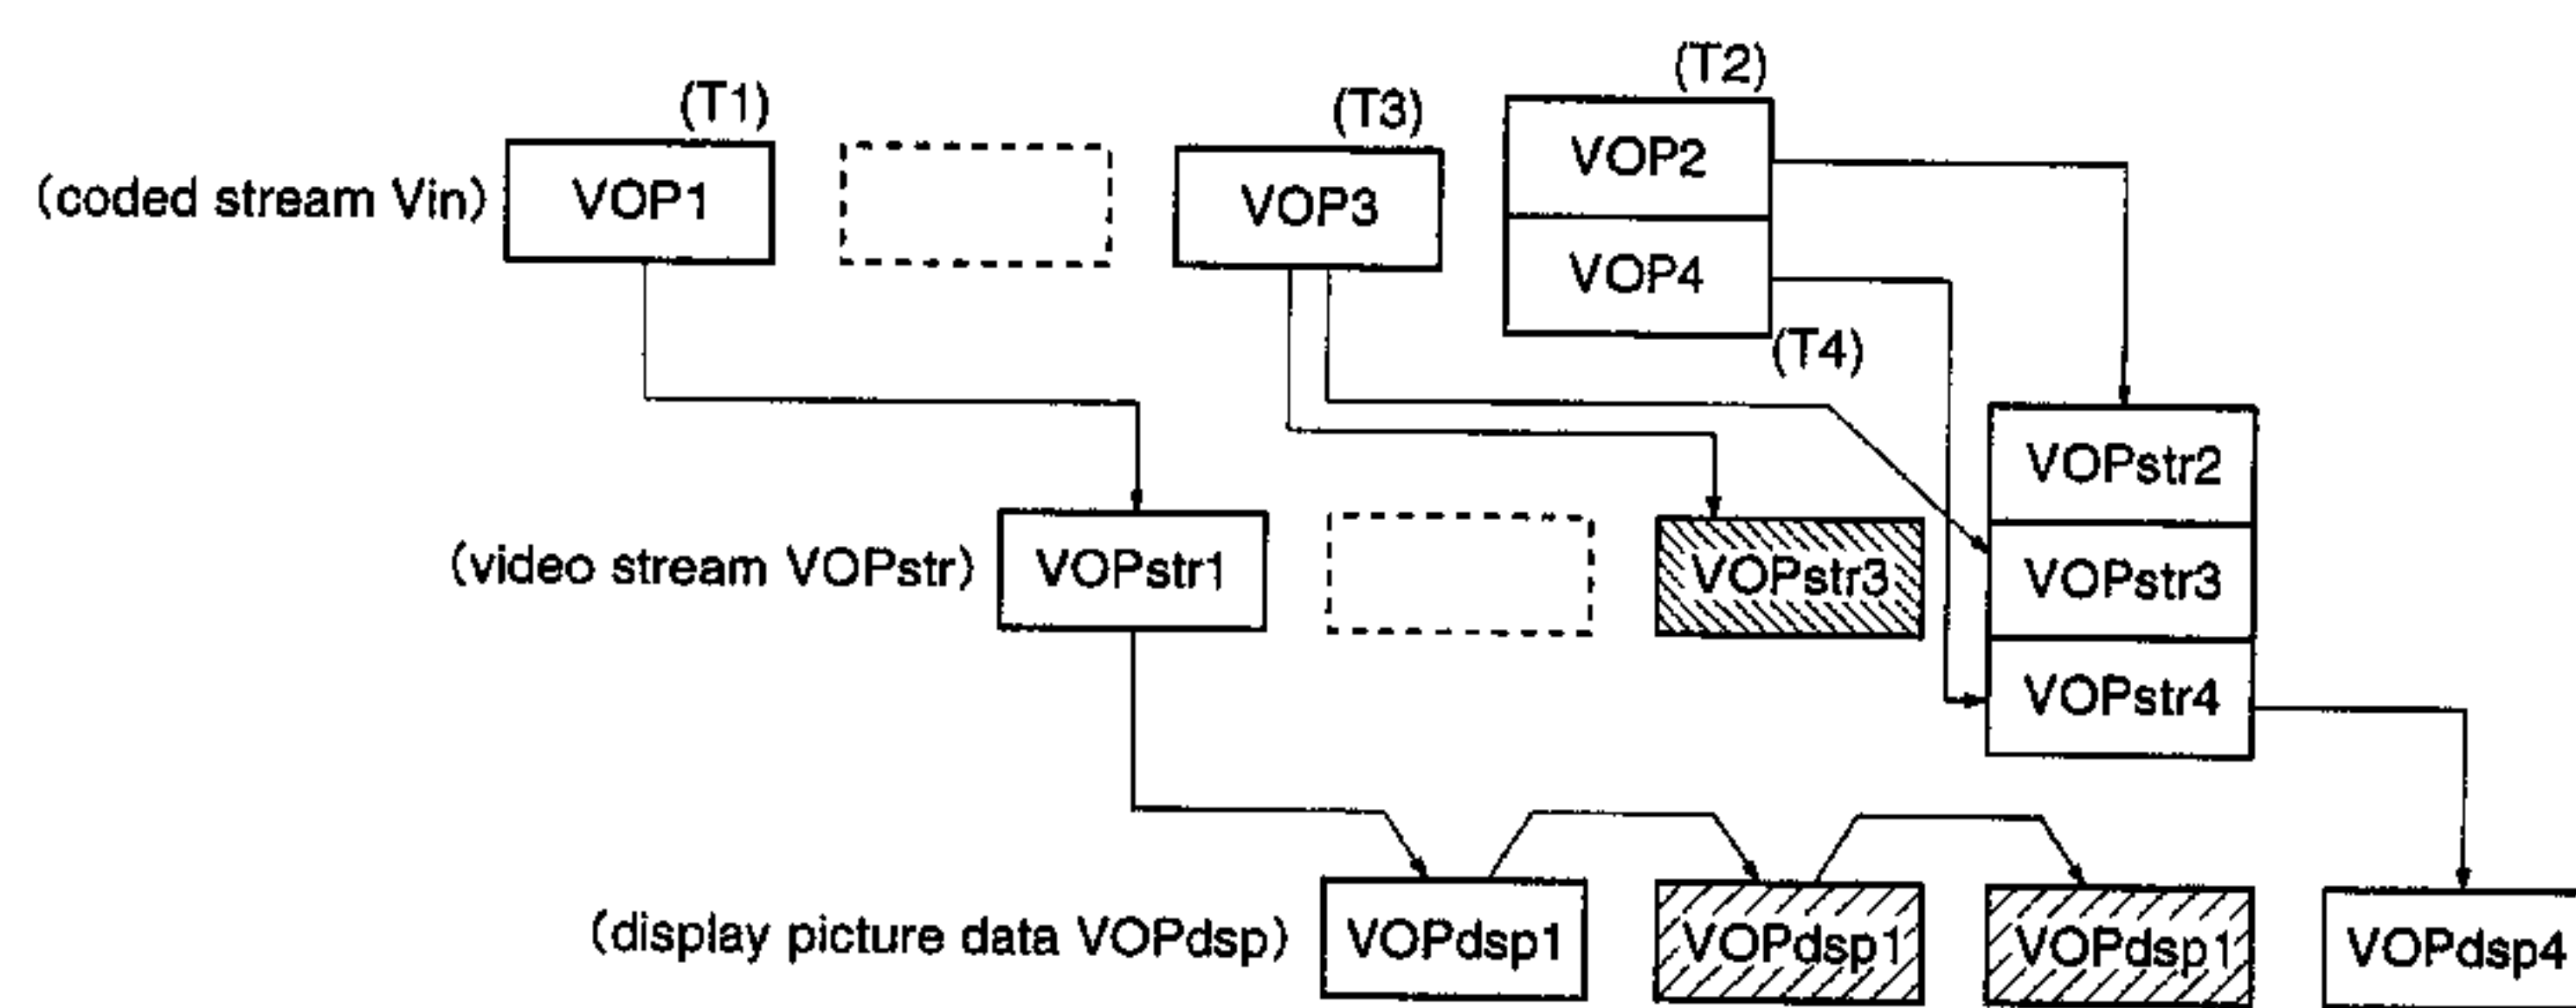 (T1)
(T3)
(T2)
(coded stream Vin)
VOP1
VOP3
VOP2
VOP4
(T4)
(video stream VOPstr)
VOPstr1
VOPstr3
VOPstr2
VOPstr3
VOPstr4
(display picture data VOPdsp)
VOPdsp1
VOPdsp1
VOPdsp1
VOPdsp4